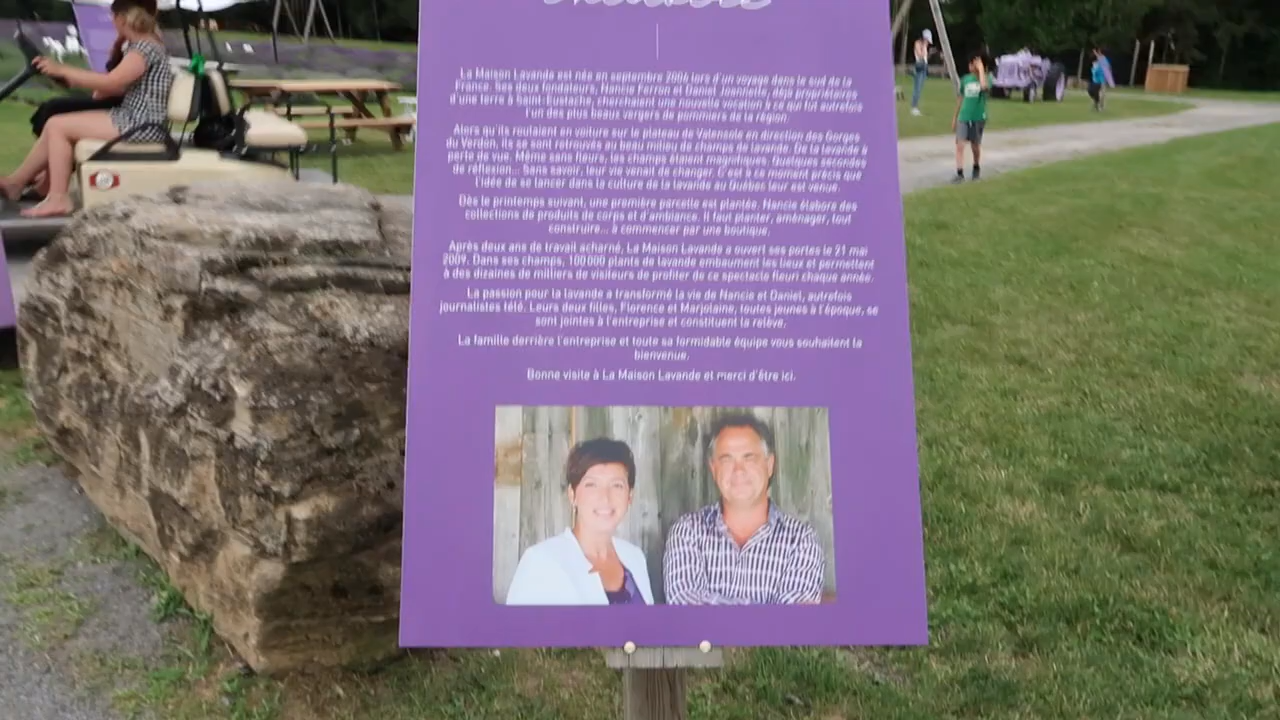 La Maison Lavande est née en septembre 2006 lors d'un voyage dans le sud de la
France. Ses deux fondateurs, Nancie Ferron et Daniel Joannette, déjà propriétaires
d'une terre à Saint-Eustache, cherchaient une nouvelle vocation à ce qui fut autrefois
l'un des plus beaux vergers de pommiers de la région.
Alors qu'ils roulaient en voiture sur le plateau de Valensole en direction des Gorges
du Verdon, ils se sont retrouvés au beau milieu de champs de lavande. De la lavande à
perte de vue. Même sans fleurs, les champs étaient magnifiques. Quelques secondes
de réflexion... Sans savoir, leur vie venait de changer. C'est à ce moment précis que
l'idée de se lancer dans la culture de la lavande au Québec leur est venue.
Dès le printemps suivant, une première parcelle est plantée. Nancie élabore des
collections de produits de corps et d'ambiance. Il faut planter, aménager, tout
construire... à commencer par une boutique.
Après deux ans de travail acharné, La Maison Lavande a ouvert ses portes le 21 mai
2009. Dans ses champs, 100 000 plants de lavande embaument les lieux et permettent
à des dizaines de milliers de visiteurs de profiter de ce spectacle fleuri chaque année.
La passion pour la lavande a transformé la vie de Nancie et Daniel, autrefois
journalistes télé. Leurs deux filles, Florence et Marjolaine, toutes jeunes à l'époque, se
sont jointes à l'entreprise et constituent la relève.
La famille derrière l'entreprise et toute sa formidable équipe vous souhaitent la
bienvenue.
Bonne visite à La Maison Lavande et merci d'être ici.